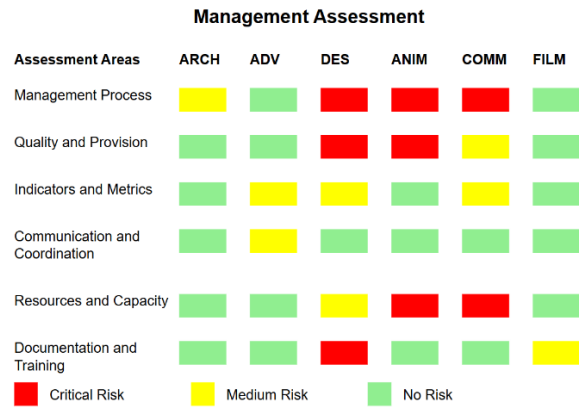 Management Assessment
Assessment Areas ARCH ADV DES ANIM COMM FILM
Management Process
Quality and Provision
Indicators and Metrics
Communication and
Coordination
Resources and Capacity
Documentation and
Training
Critical Risk Medium Risk No Risk